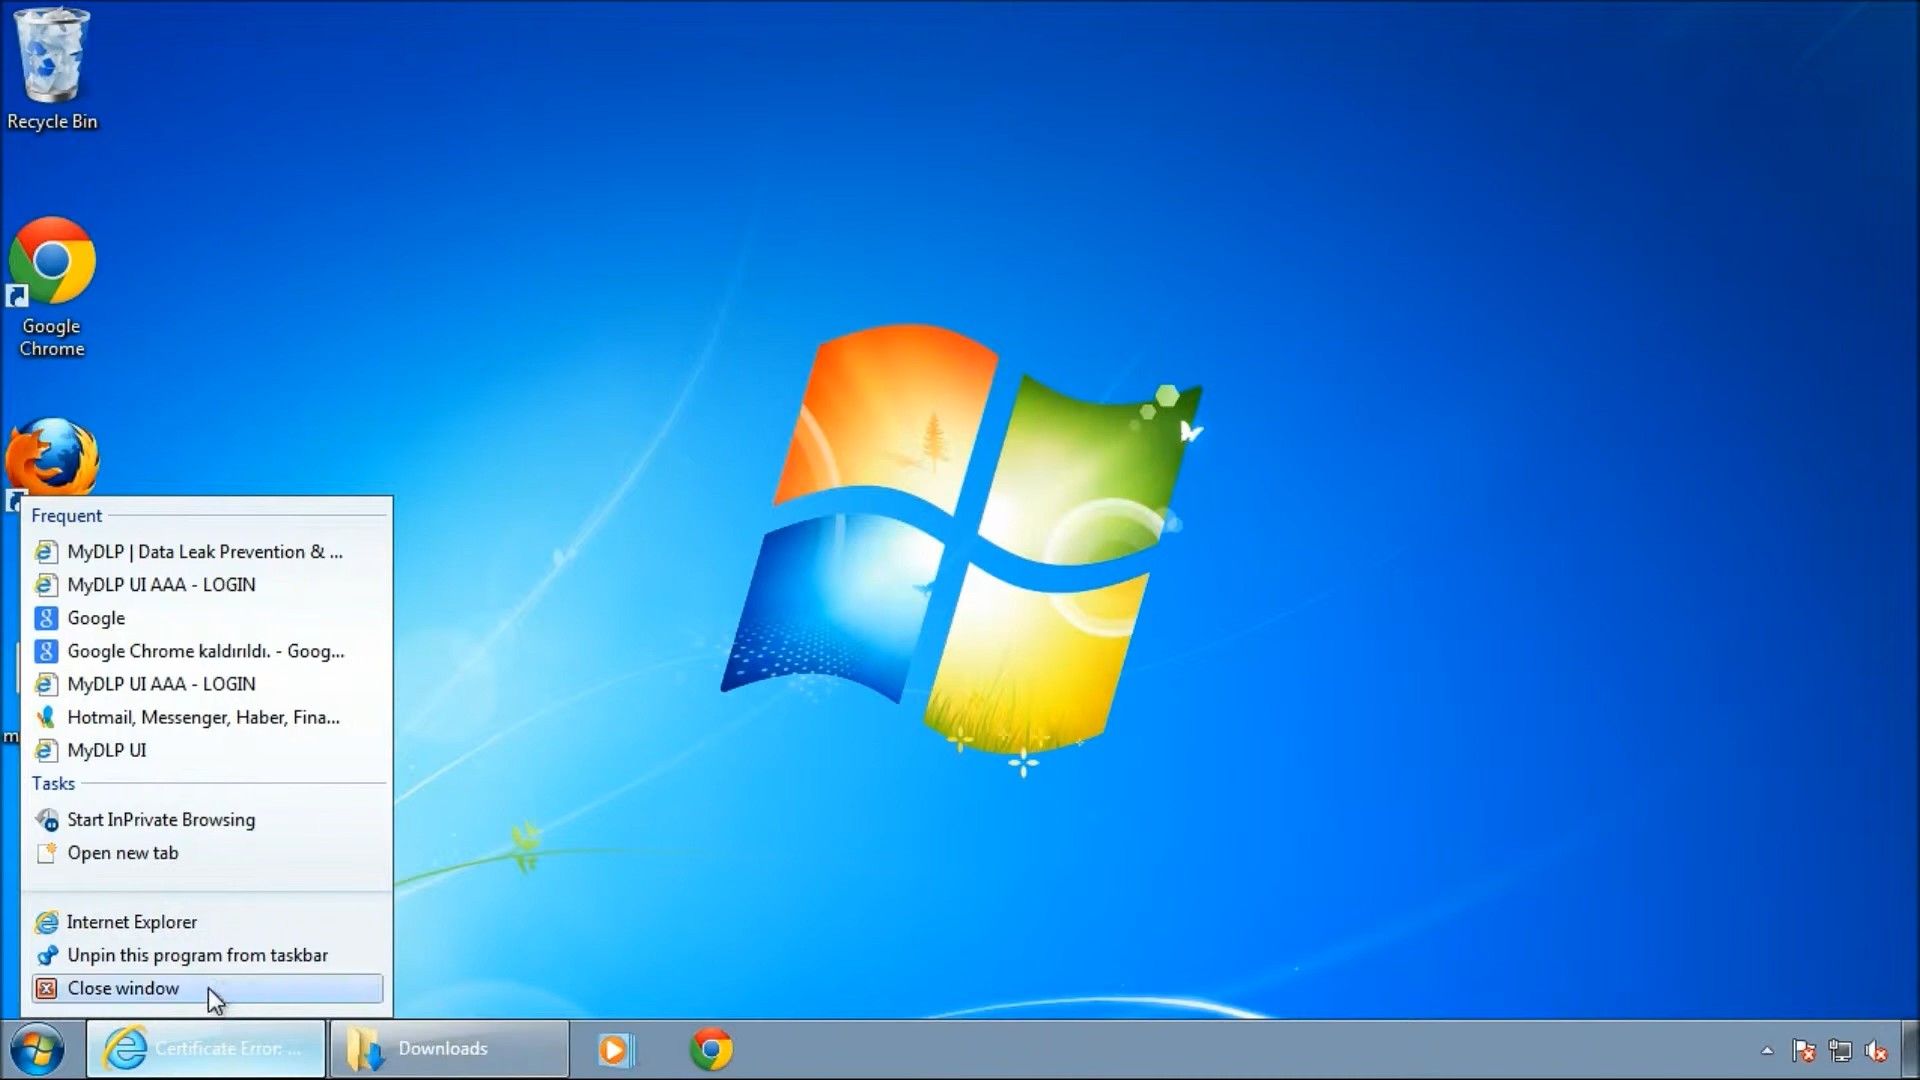 Recycle Bin
Google
Chrome
Frequent
MyDLP | Data Leak Prevention & ...
MyDLP UI AAA - LOGIN
Google
Google Chrome kaldırıldı. - Goog...
MyDLP UI AAA - LOGIN
Hotmail, Messenger, Haber, Fina...
MyDLP UI
Tasks
Start InPrivate Browsing
Open new tab
Internet Explorer
Unpin this program from taskbar
Close window
Certificate Error: ...
Downloads